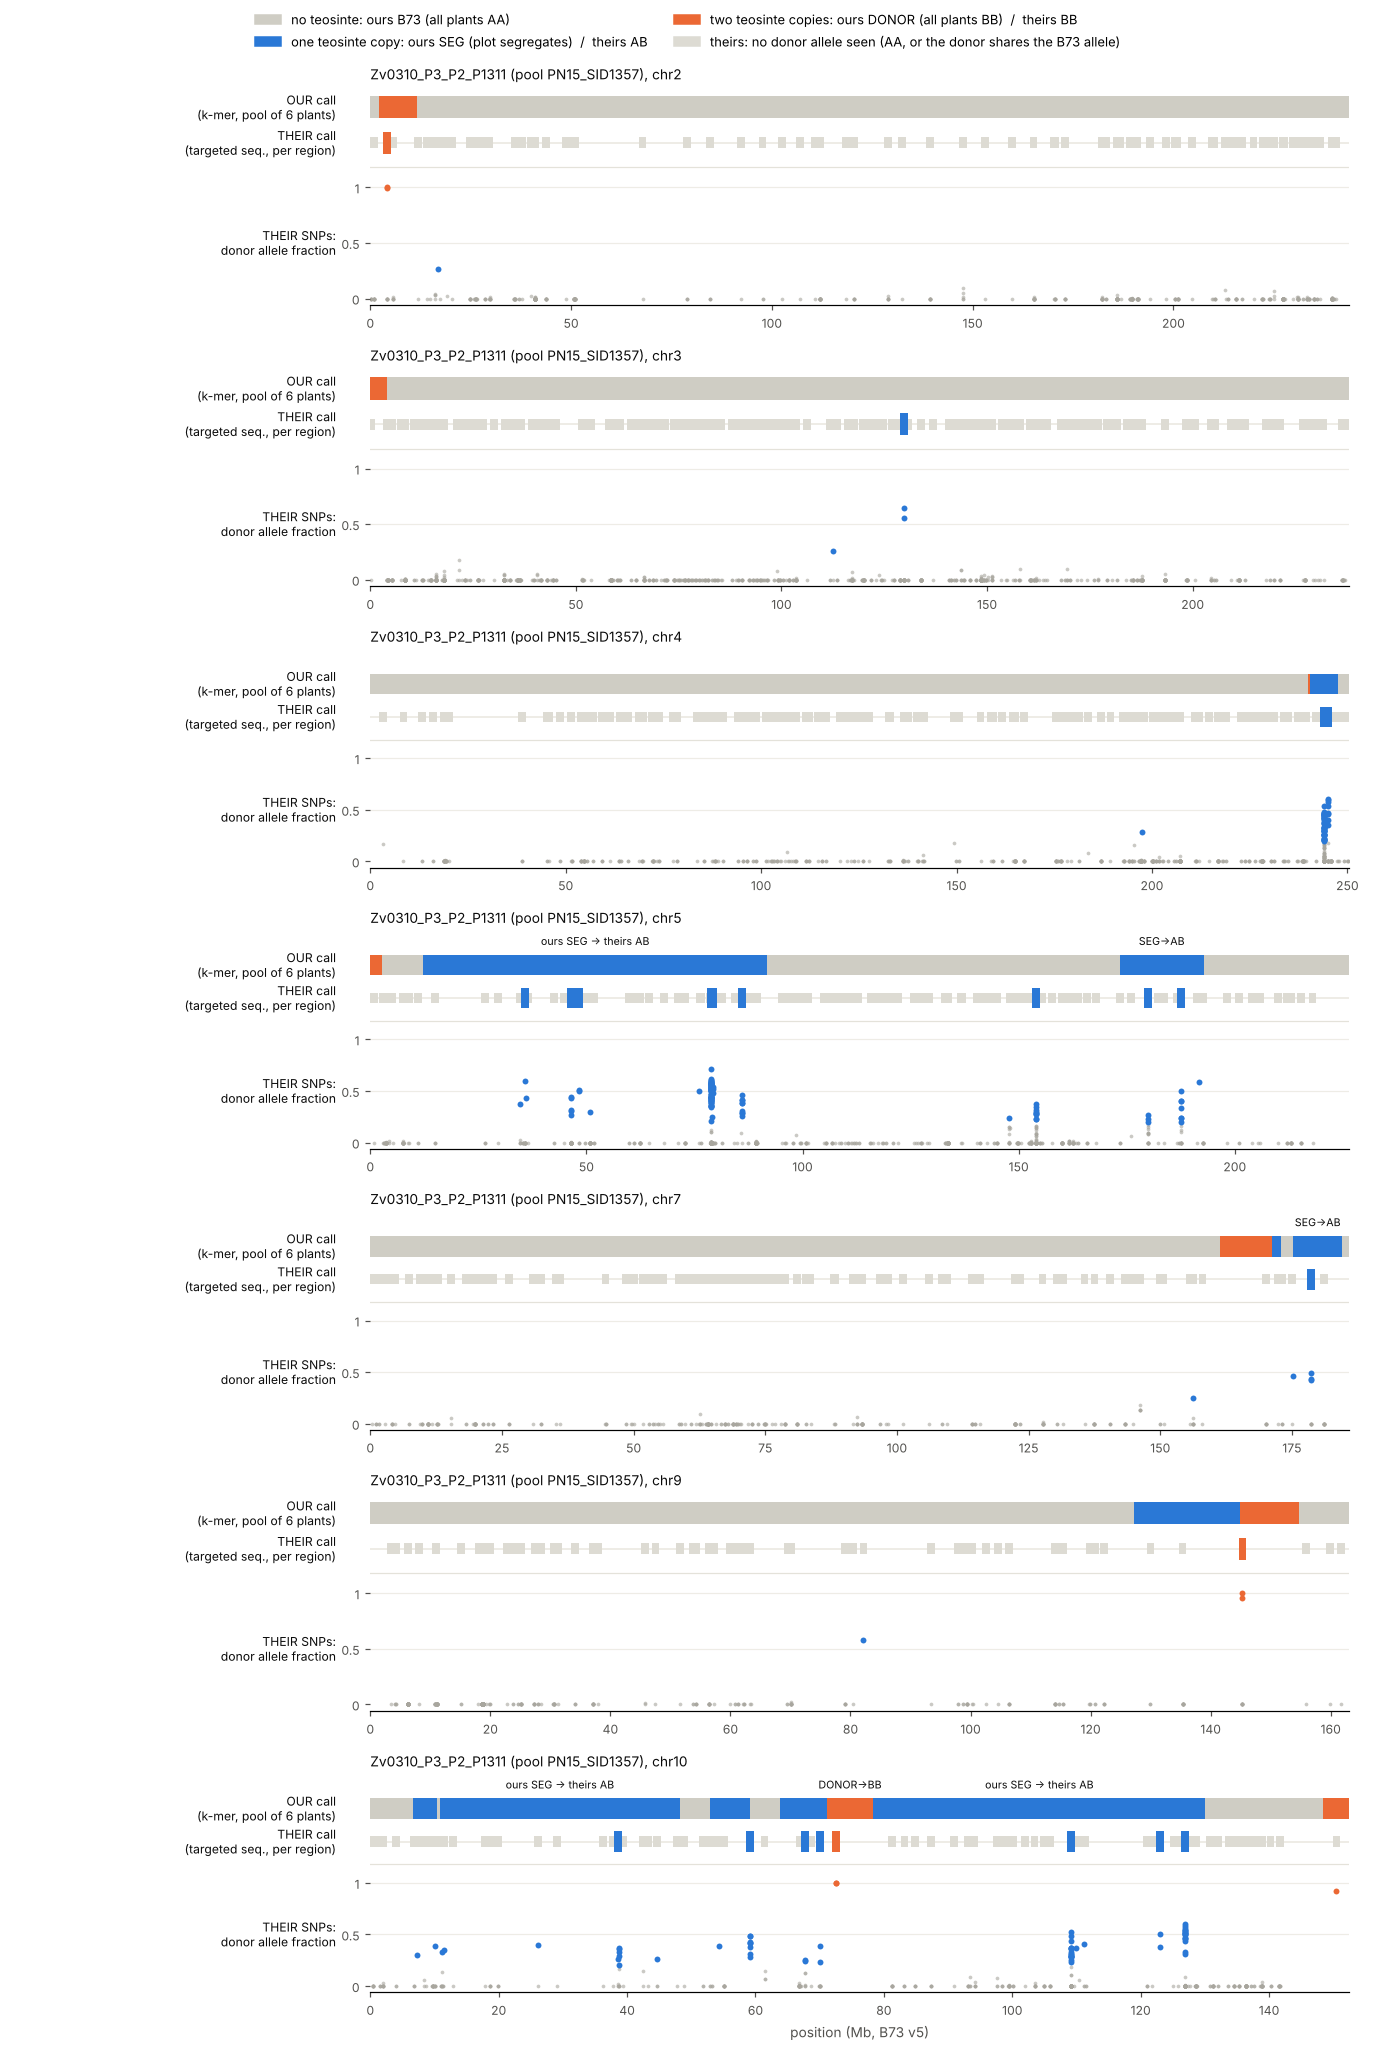 no teosinte: ours B73 (all plants AA)
two teosinte copies: ours DONOR (all plants BB)  /  theirs BB
one teosinte copy: ours SEG (plot segregates)  /  theirs AB
theirs: no donor allele seen (AA, or the donor shares the B73 allele)
Zv0310_P3_P2_P1311 (pool PN15_SID1357), chr2
OUR call
(k-mer, pool of 6 plants)
THEIR call
(targeted seq., per region)
1
THEIR SNPs:
donor allele fraction
0.5
0
0 50 100 150 200
Zv0310_P3_P2_P1311 (pool PN15_SID1357), chr3
OUR call
(k-mer, pool of 6 plants)
THEIR call
(targeted seq., per region)
1
THEIR SNPs:
donor allele fraction
0.5
0
0 50 100 150 200
Zv0310_P3_P2_P1311 (pool PN15_SID1357), chr4
OUR call
(k-mer, pool of 6 plants)
THEIR call
(targeted seq., per region)
1
THEIR SNPs:
donor allele fraction
0.5
0
0 50 100 150 200 250
Zv0310_P3_P2_P1311 (pool PN15_SID1357), chr5
ours SEG → theirs AB SEG→AB
OUR call
(k-mer, pool of 6 plants)
THEIR call
(targeted seq., per region)
1
THEIR SNPs:
donor allele fraction
0.5
0
0 50 100 150 200
Zv0310_P3_P2_P1311 (pool PN15_SID1357), chr7
SEG→AB
OUR call
(k-mer, pool of 6 plants)
THEIR call
(targeted seq., per region)
1
THEIR SNPs:
donor allele fraction
0.5
0
0 25 50 75 100 125 150 175
Zv0310_P3_P2_P1311 (pool PN15_SID1357), chr9
OUR call
(k-mer, pool of 6 plants)
THEIR call
(targeted seq., per region)
1
THEIR SNPs:
donor allele fraction
0.5
0
0 20 40 60 80 100 120 140 160
Zv0310_P3_P2_P1311 (pool PN15_SID1357), chr10
ours SEG → theirs AB DONOR→BB ours SEG → theirs AB
OUR call
(k-mer, pool of 6 plants)
THEIR call
(targeted seq., per region)
1
THEIR SNPs:
donor allele fraction
0.5
0
0 20 40 60 80 100 120 140
position (Mb, B73 v5)